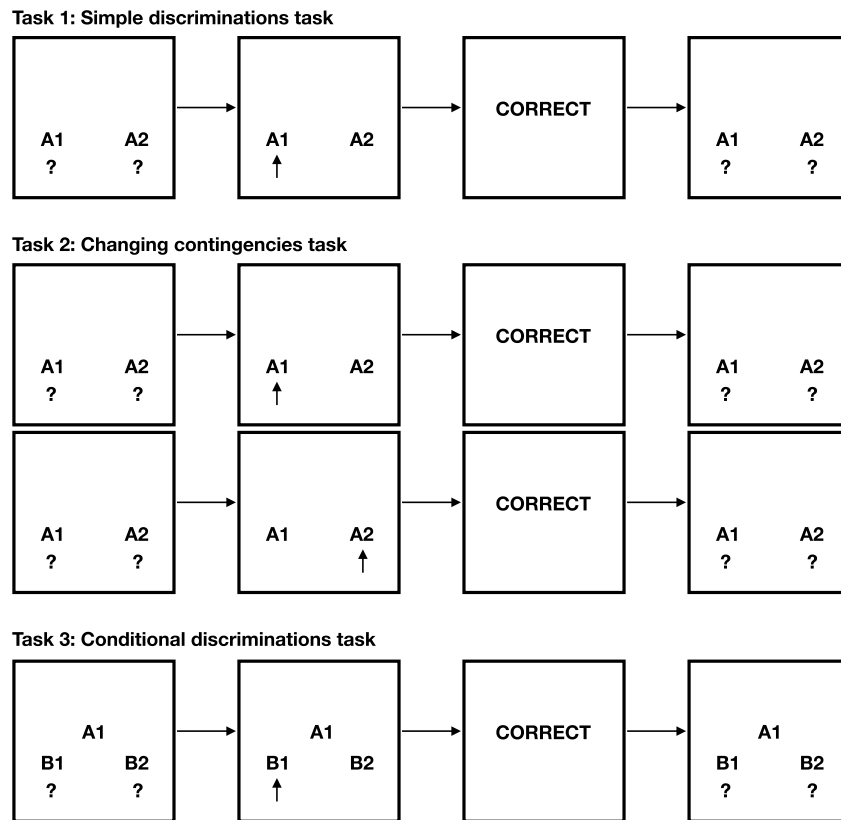 Task 1: Simple discriminations task
CORRECT
A1 A2 A1 A2 A1 A2
? ? ? ?
Task 2: Changing contingencies task
CORRECT
A1 A2 A1 A2 A1 A2
? ? ? ?
CORRECT
A1 A2 A1 A2 A1 A2
? ? ? ?
Task 3: Conditional discriminations task
A1 A1 CORRECT A1
B1 B2 B1 B2 B1 B2
? ? ? ?